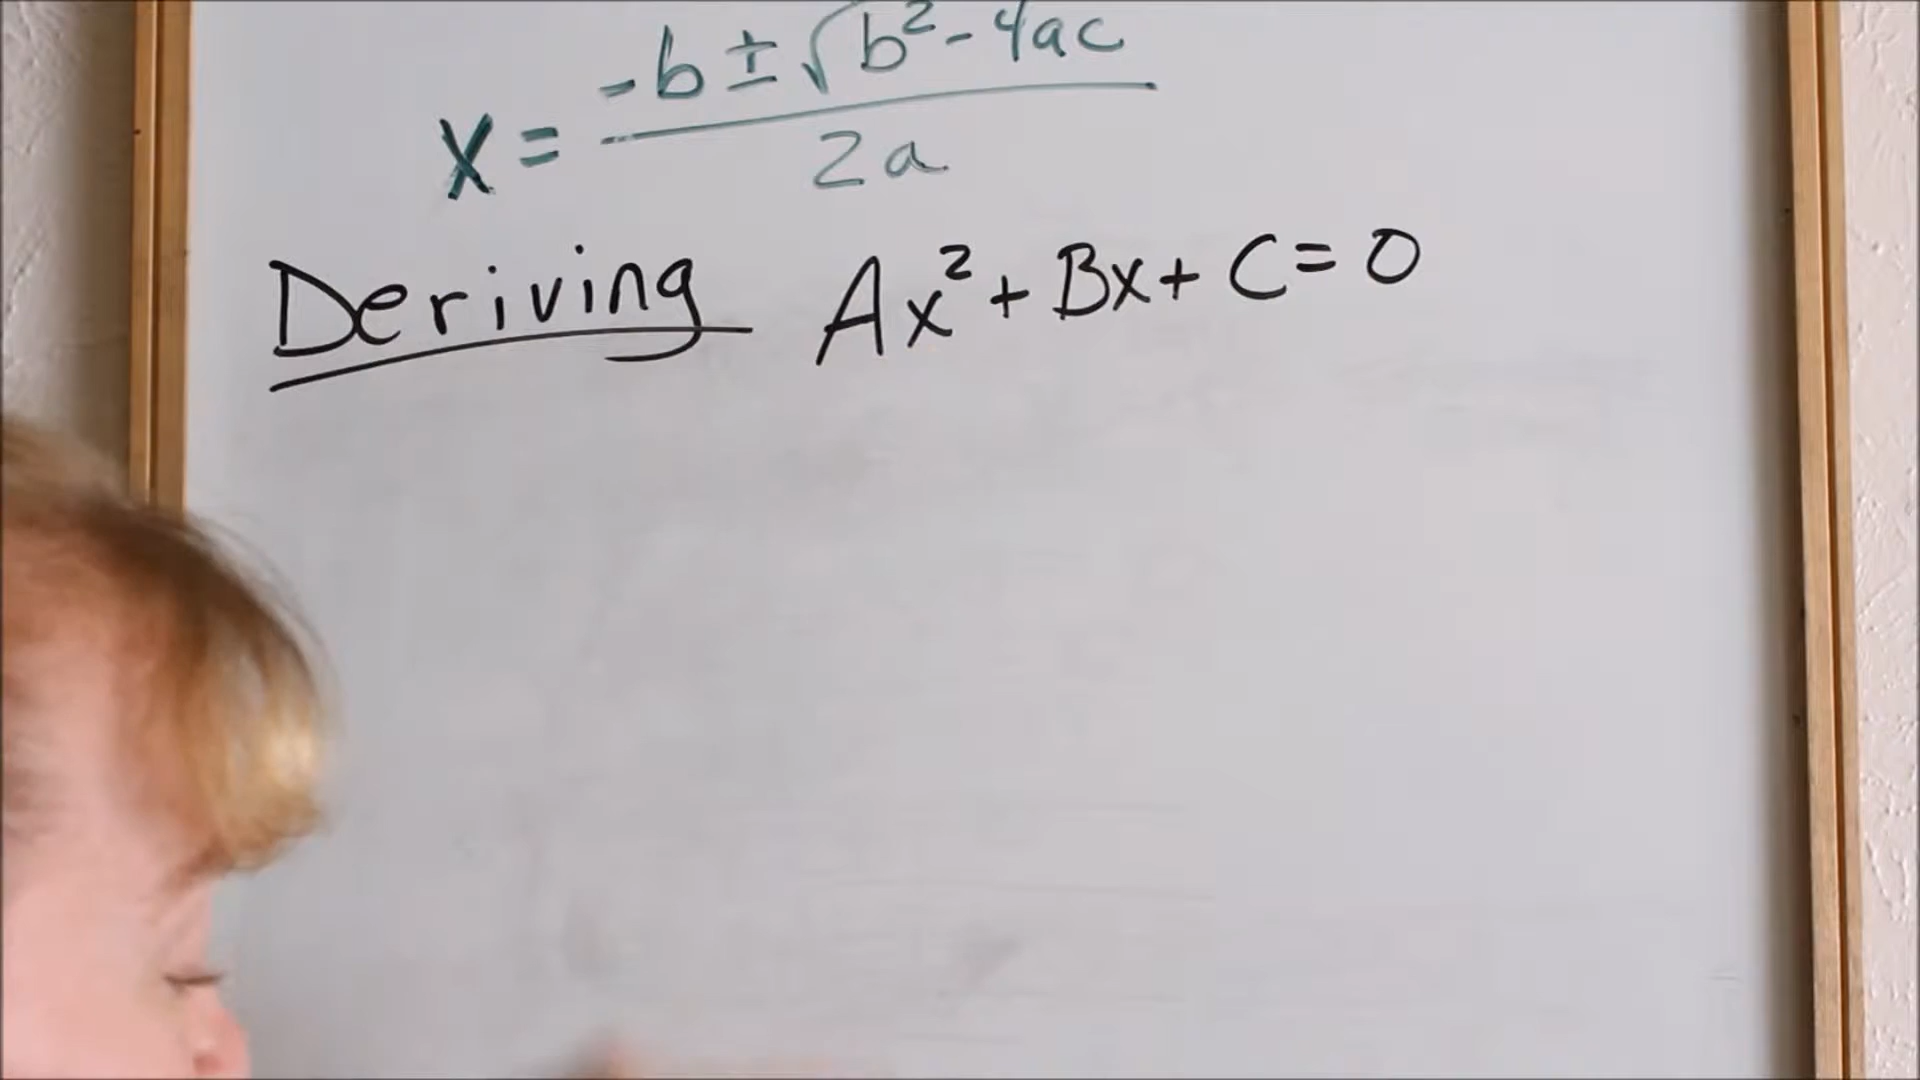 x = -b ± √b² - 4ac / 2a
Deriving Ax² + Bx + C = 0